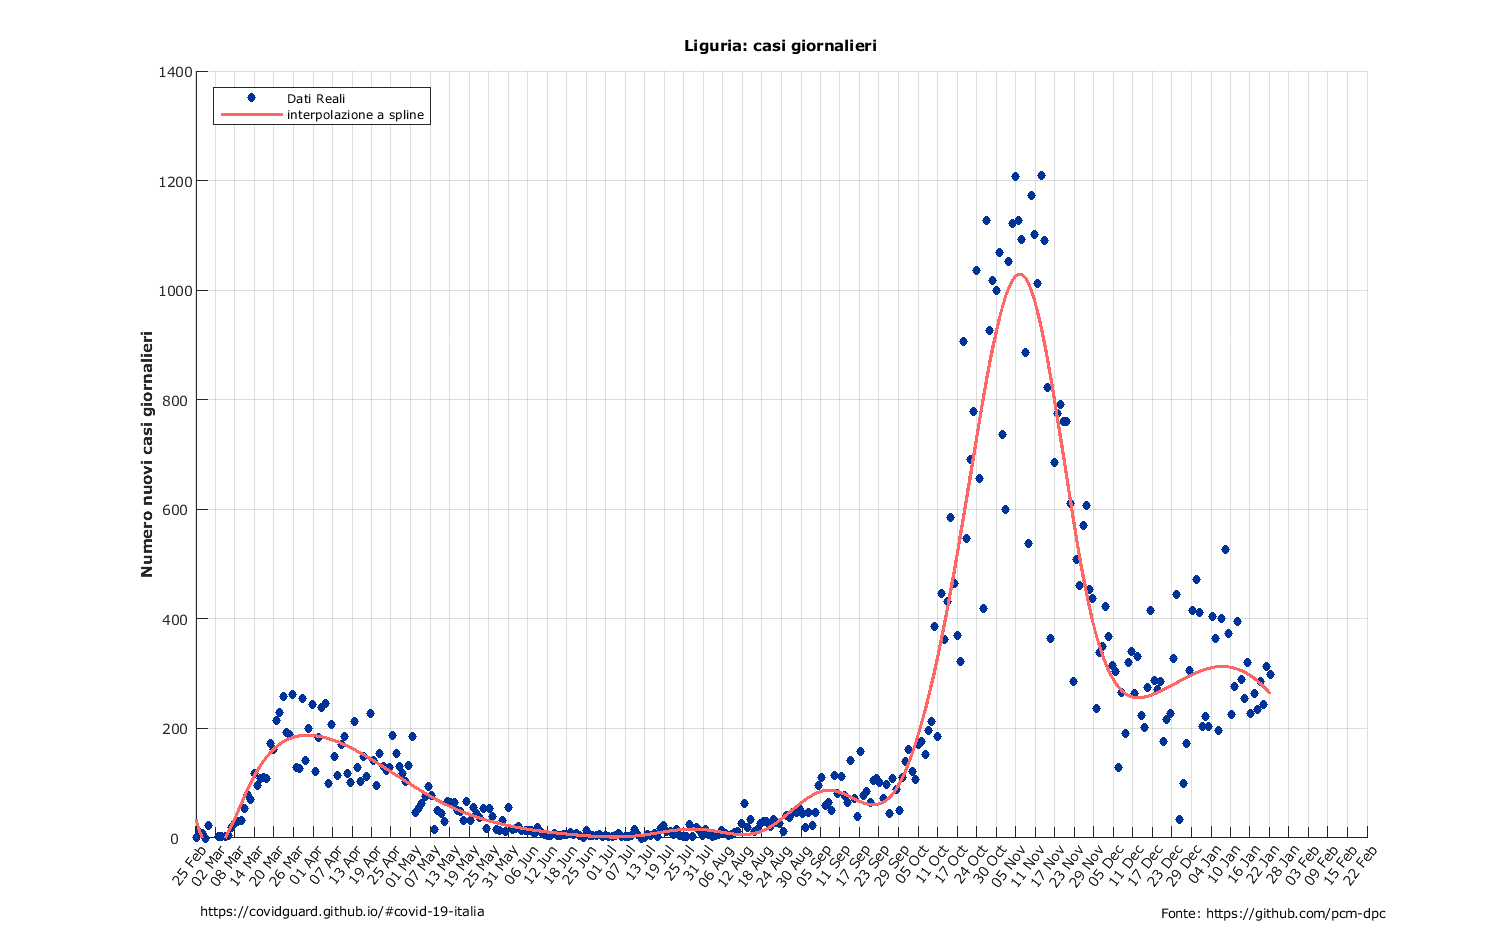 Liguria: casi giornalieri
1400
1200
1000
800
600
400
200
0
Dati Reali
interpolazione a spline
Numero nuovi casi giornalieri
25 Feb
02 Mar
08 Mar
14 Mar
20 Mar
26 Mar
01 Apr
07 Apr
13 Apr
19 Apr
25 Apr
01 May
07 May
13 May
19 May
25 May
31 May
06 Jun
12 Jun
18 Jun
25 Jun
01 Jul
07 Jul
13 Jul
19 Jul
25 Jul
31 Jul
06 Aug
12 Aug
18 Aug
24 Aug
30 Aug
05 Sep
11 Sep
17 Sep
23 Sep
29 Sep
05 Oct
11 Oct
17 Oct
24 Oct
30 Oct
05 Nov
11 Nov
17 Nov
23 Nov
29 Nov
05 Dec
11 Dec
17 Dec
23 Dec
29 Dec
04 Jan
10 Jan
16 Jan
22 Jan
28 Jan
03 Feb
09 Feb
15 Feb
22 Feb
https://covidguard.github.io/#covid-19-italia
Fonte: https://github.com/pcm-dpc